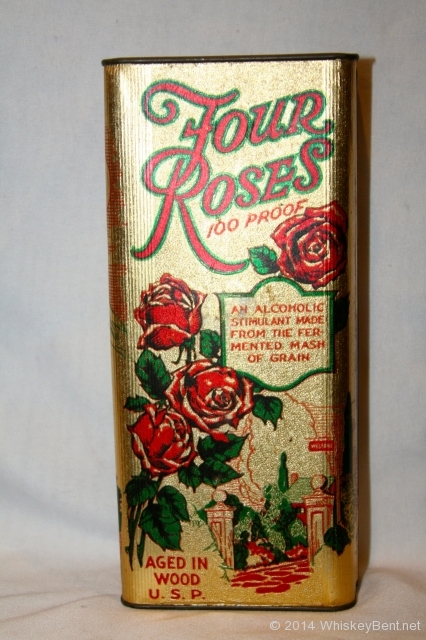 FOUR
ROSES
100 PROOF
AN ALCOHOLIC
STIMULANT MADE
FROM THE FER-
MENTED MASH
OF GRAIN
AGED IN
WOOD
U. S. P.
© 2014 WhiskeyBent.net